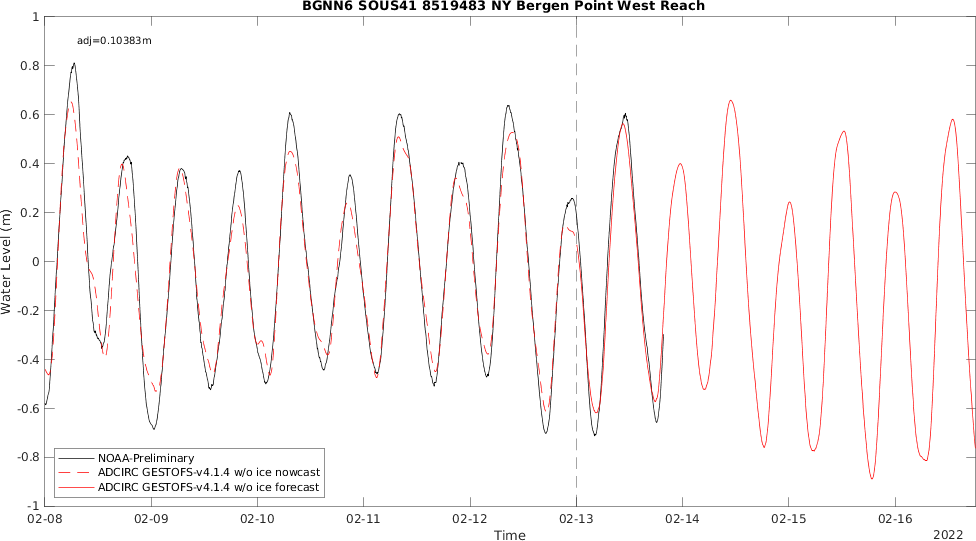 BGNN6 SOUS41 8519483 NY Bergen Point West Reach
adj=0.10383m
1
0.8
0.6
0.4
0.2
0
-0.2
-0.4
-0.6
-0.8
-1
Water Level (m)
NOAA-Preliminary
ADCIRC GESTOFS-v4.1.4 w/o ice nowcast
ADCIRC GESTOFS-v4.1.4 w/o ice forecast
02-08 02-09 02-10 02-11 02-12 02-13 02-14 02-15 02-16
Time
2022